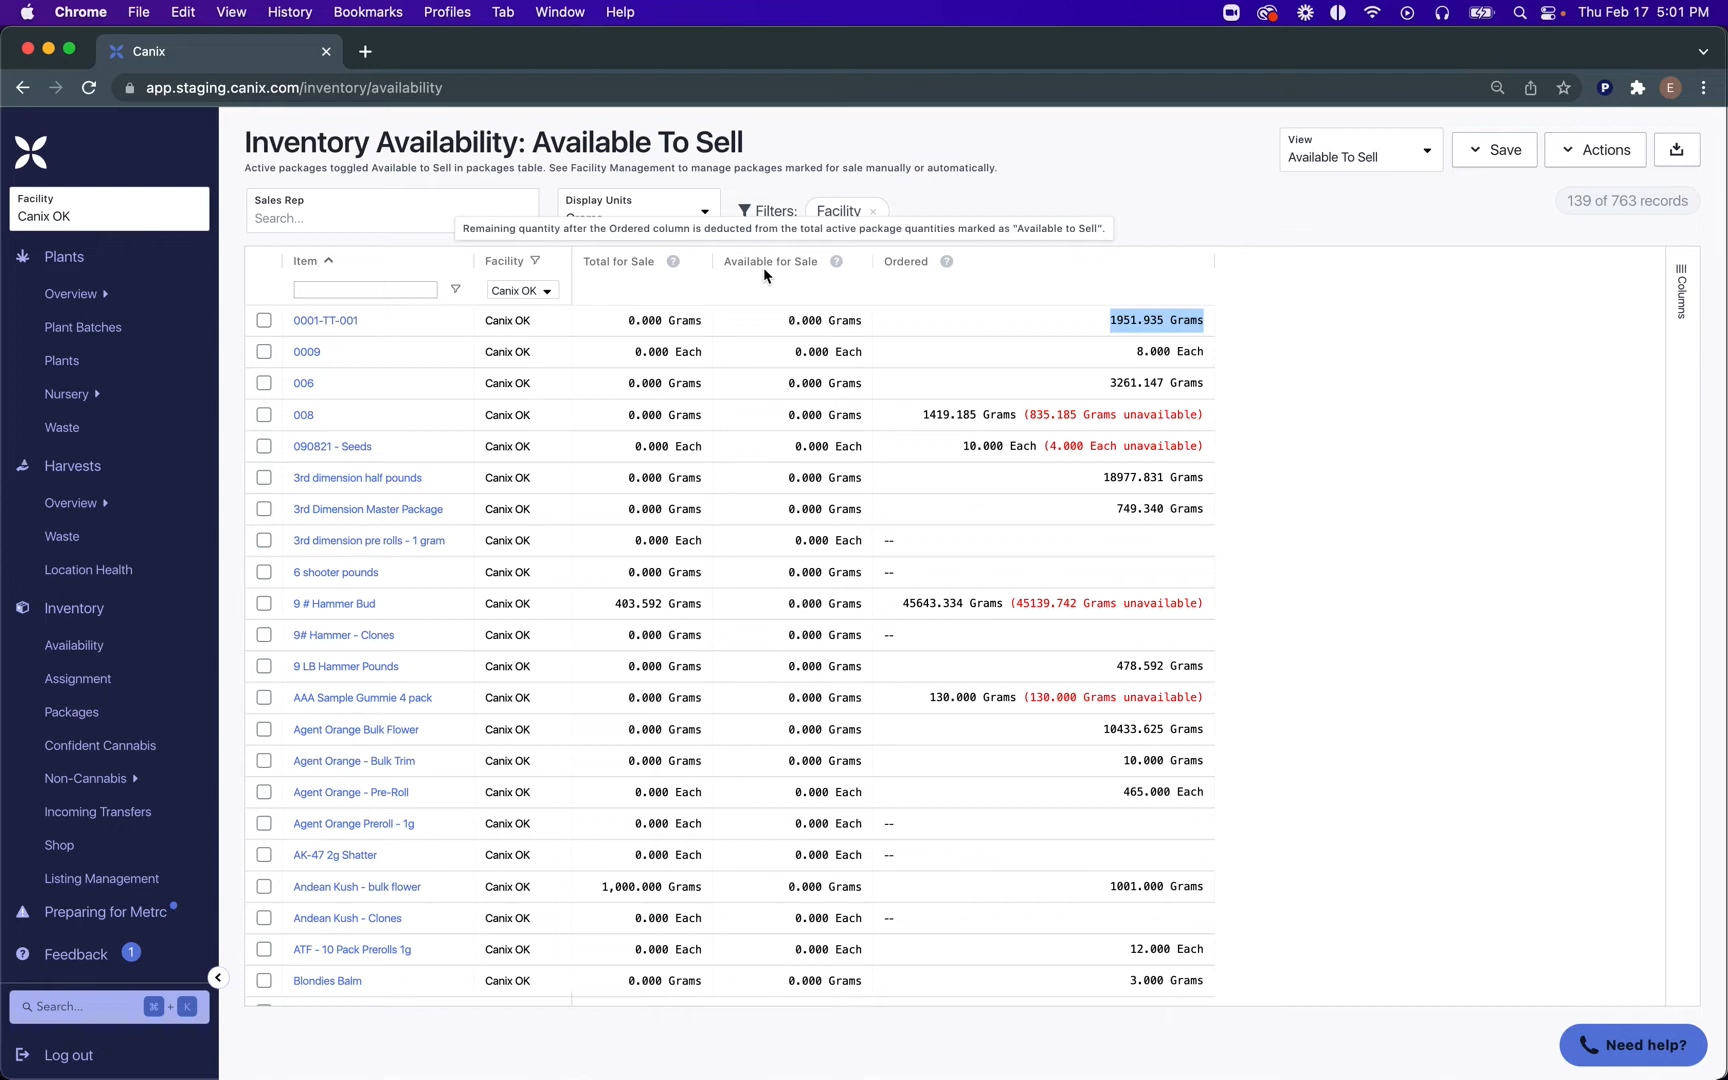 Chrome File Edit View History Bookmarks Profiles Tab Window Help Thu Feb 17 5:01 PM
Canix
app.staging.canix.com/inventory/availability
P
E
Facility
Canix OK
Plants
Overview
Plant Batches
Plants
Nursery
Waste
Harvests
Overview
Waste
Location Health
Inventory
Availability
Assignment
Packages
Confident Cannabis
Non-Cannabis
Incoming Transfers
Shop
Listing Management
Preparing for Metrc
Feedback 1
Search... ⌘ + K
Log out
Inventory Availability: Available To Sell
Active packages toggled Available to Sell in packages table. See Facility Management to manage packages marked for sale manually or automatically.
View
Available To Sell
Save
Actions
Sales Rep
Search...
Display Units
Filters: Facility ×
139 of 763 records
Remaining quantity after the Ordered column is deducted from the total active package quantities marked as "Available to Sell".
Item Facility Total for Sale ? Available for Sale ? Ordered ?
Canix OK
Columns
0001-TT-001 Canix OK 0.000 Grams 0.000 Grams 1951.935 Grams
0009 Canix OK 0.000 Each 0.000 Each 8.000 Each
006 Canix OK 0.000 Grams 0.000 Grams 3261.147 Grams
008 Canix OK 0.000 Grams 0.000 Grams 1419.185 Grams (835.185 Grams unavailable)
090821 - Seeds Canix OK 0.000 Each 0.000 Each 10.000 Each (4.000 Each unavailable)
3rd dimension half pounds Canix OK 0.000 Grams 0.000 Grams 18977.831 Grams
3rd Dimension Master Package Canix OK 0.000 Grams 0.000 Grams 749.340 Grams
3rd dimension pre rolls - 1 gram Canix OK 0.000 Each 0.000 Each --
6 shooter pounds Canix OK 0.000 Grams 0.000 Grams --
9 # Hammer Bud Canix OK 403.592 Grams 0.000 Grams 45643.334 Grams (45139.742 Grams unavailable)
9# Hammer - Clones Canix OK 0.000 Grams 0.000 Grams --
9 LB Hammer Pounds Canix OK 0.000 Grams 0.000 Grams 478.592 Grams
AAA Sample Gummie 4 pack Canix OK 0.000 Grams 0.000 Grams 130.000 Grams (130.000 Grams unavailable)
Agent Orange Bulk Flower Canix OK 0.000 Grams 0.000 Grams 10433.625 Grams
Agent Orange - Bulk Trim Canix OK 0.000 Grams 0.000 Grams 10.000 Grams
Agent Orange - Pre-Roll Canix OK 0.000 Each 0.000 Each 465.000 Each
Agent Orange Preroll - 1g Canix OK 0.000 Each 0.000 Each --
AK-47 2g Shatter Canix OK 0.000 Each 0.000 Each --
Andean Kush - bulk flower Canix OK 1,000.000 Grams 0.000 Grams 1001.000 Grams
Andean Kush - Clones Canix OK 0.000 Each 0.000 Each --
ATF - 10 Pack Prerolls 1g Canix OK 0.000 Each 0.000 Each 12.000 Each
Blondies Balm Canix OK 0.000 Grams 0.000 Grams 3.000 Grams
Need help?